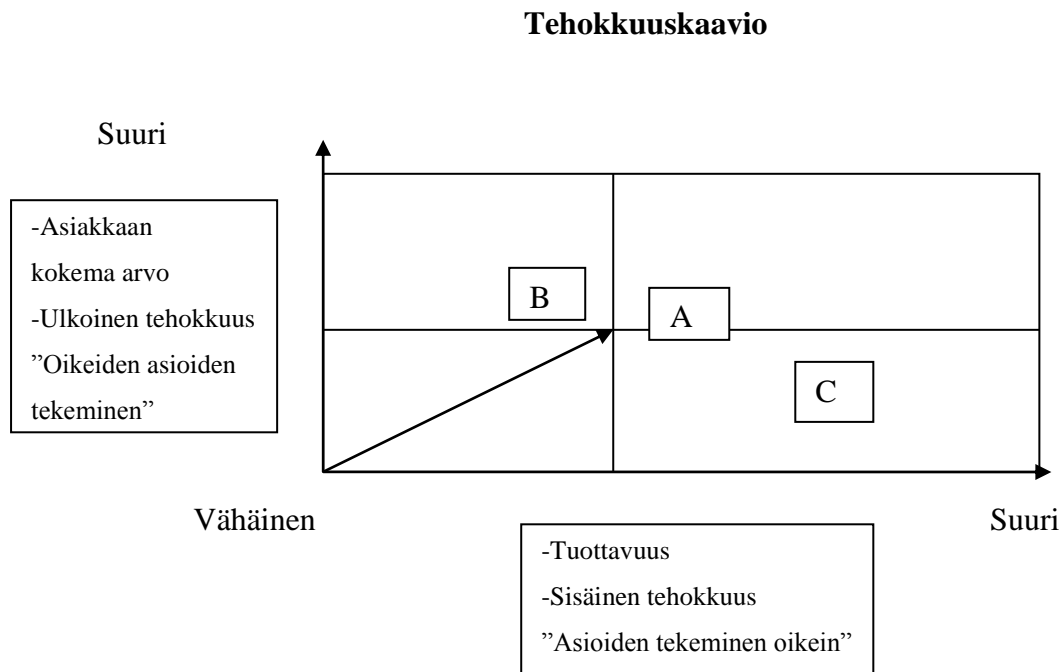 Tehokkuuskaavio
Suuri
-Asiakkaan
kokema arvo
-Ulkoinen tehokkuus
”Oikeiden asioiden
tekeminen”
B
A
C
Vähäinen
Suuri
-Tuottavuus
-Sisäinen tehokkuus
”Asioiden tekeminen oikein”